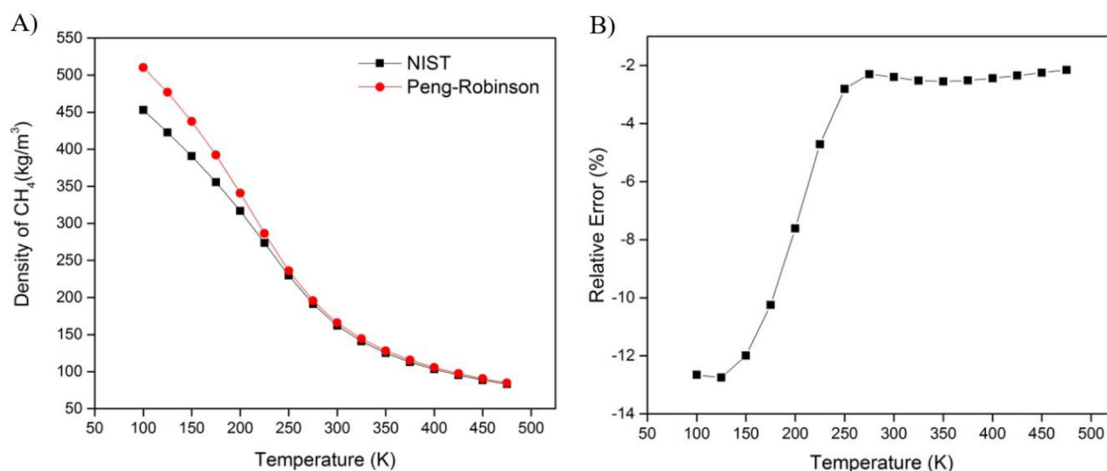 A)
550
500
450
400
350
300
250
200
150
100
50
Density of CH₄(kg/m³)
NIST
Peng-Robinson
50 100 150 200 250 300 350 400 450 500
Temperature (K)
B)
-2
-4
-6
-8
-10
-12
-14
Relative Error (%)
50 100 150 200 250 300 350 400 450 500
Temperature (K)